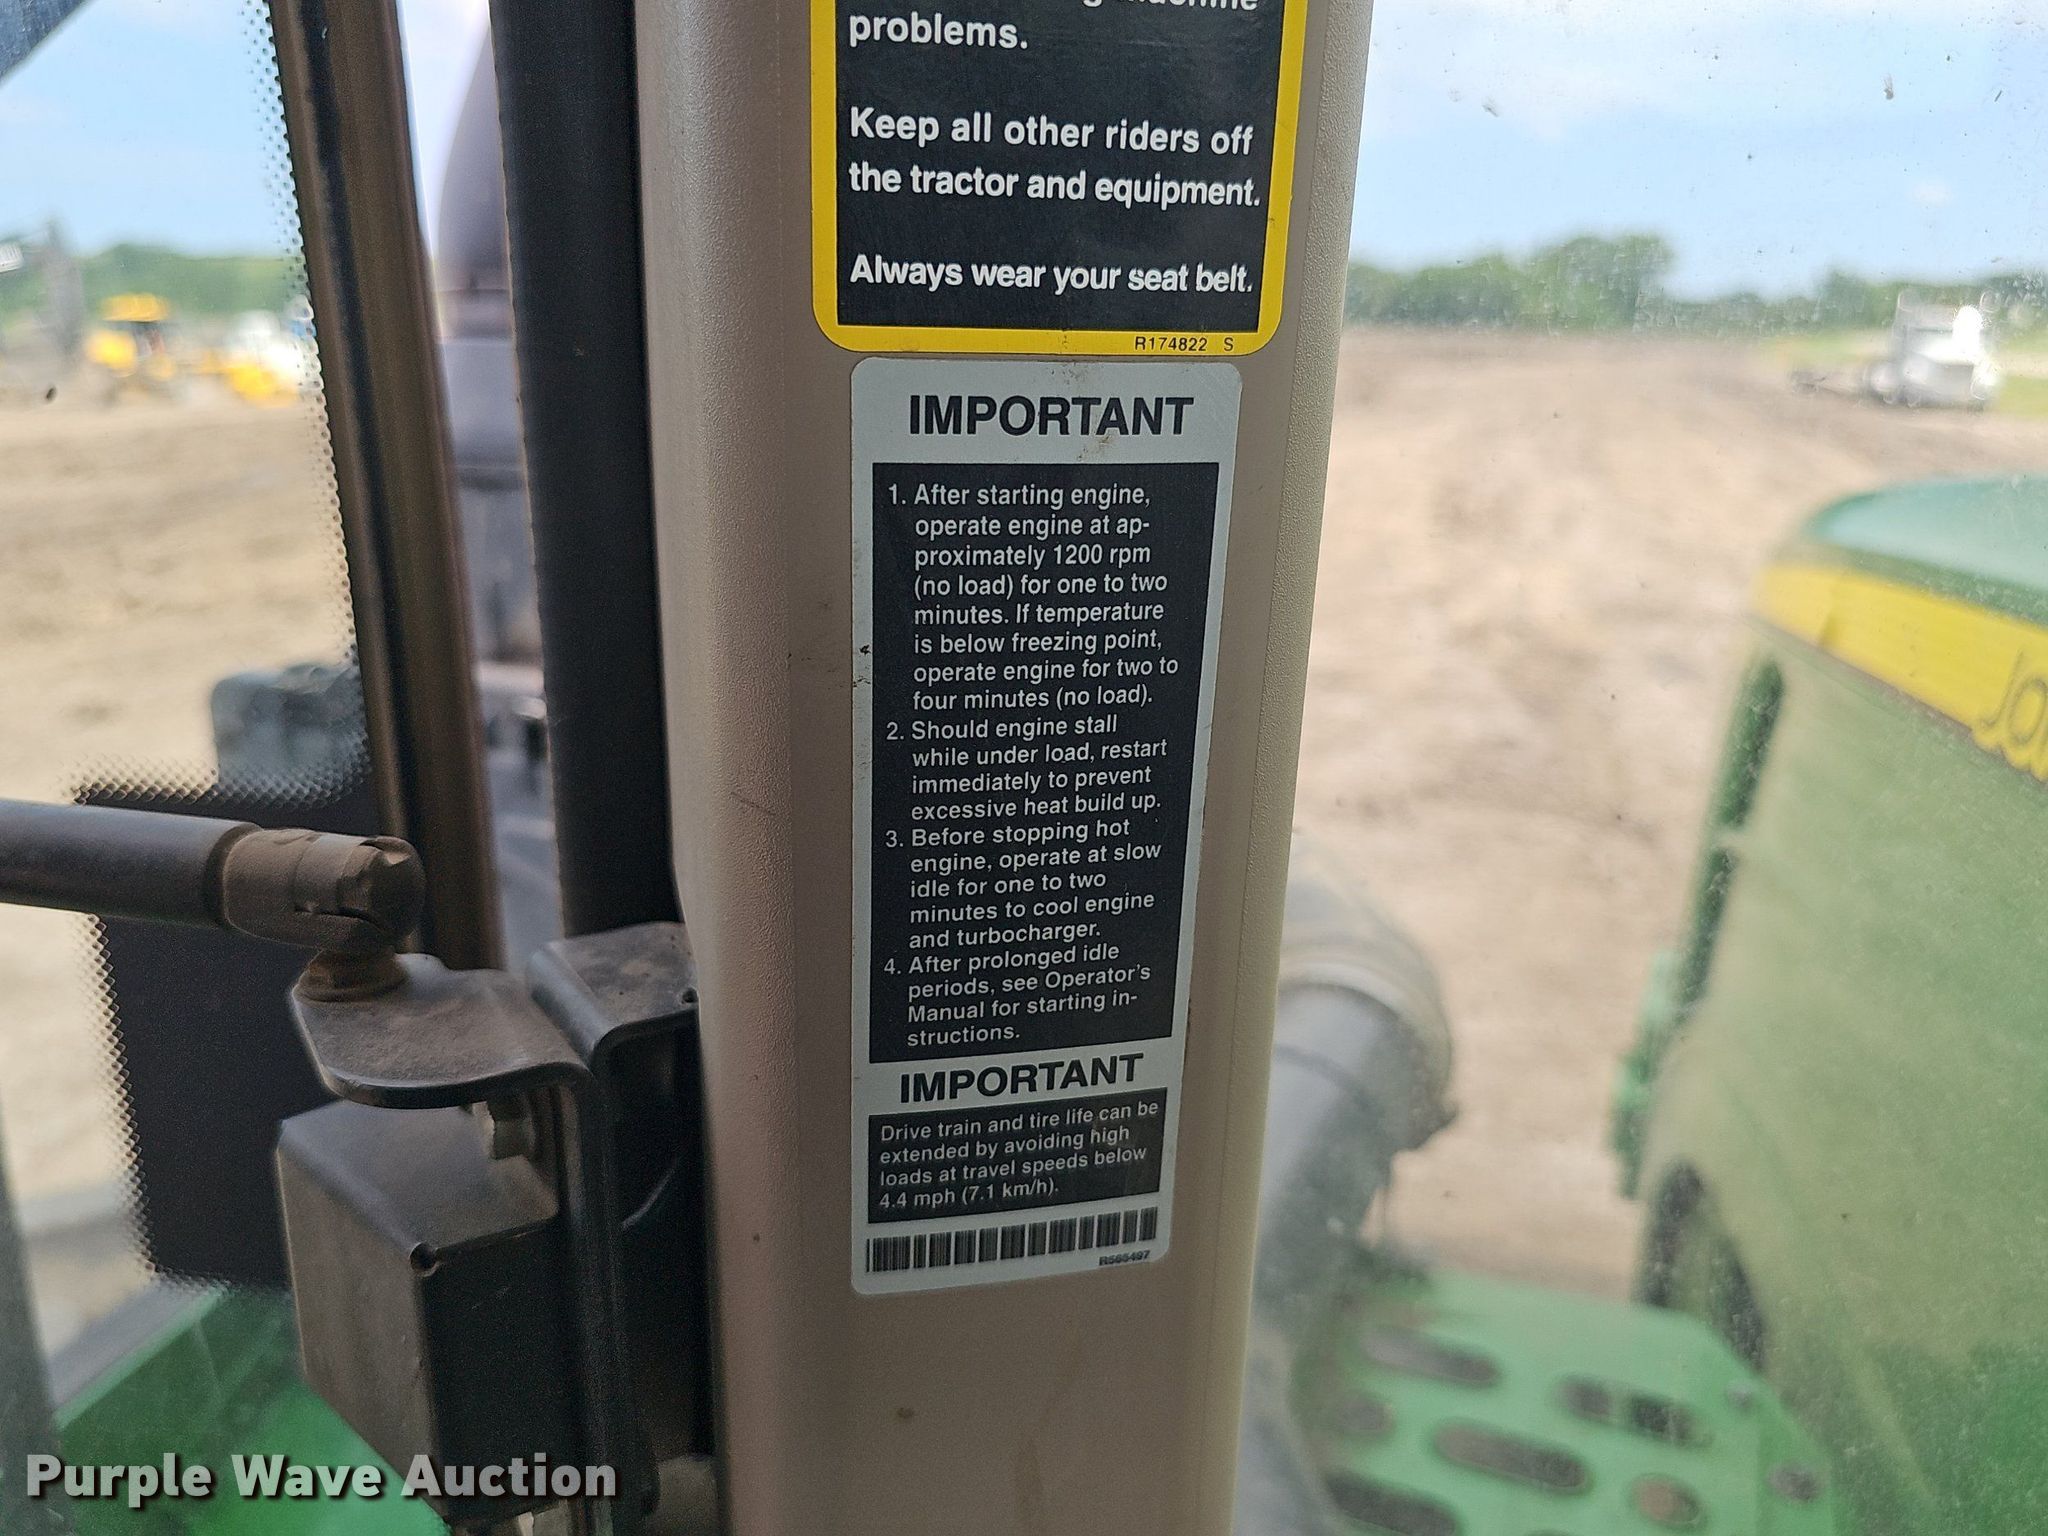 problems.
Keep all other riders off
the tractor and equipment.
Always wear your seat belt.
R174822 S
IMPORTANT
1. After starting engine,
operate engine at ap-
proximately 1200 rpm
(no load) for one to two
minutes. If temperature
is below freezing point,
operate engine for two to
four minutes (no load).
2. Should engine stall
while under load, restart
immediately to prevent
excessive heat build up.
3. Before stopping hot
engine, operate at slow
idle for one to two
minutes to cool engine
and turbocharger.
4. After prolonged idle
periods, see Operator's
Manual for starting in-
structions.
IMPORTANT
Drive train and tire life can be
extended by avoiding high
loads at travel speeds below
4.4 mph (7.1 km/h).
R565497
Purple Wave Auction